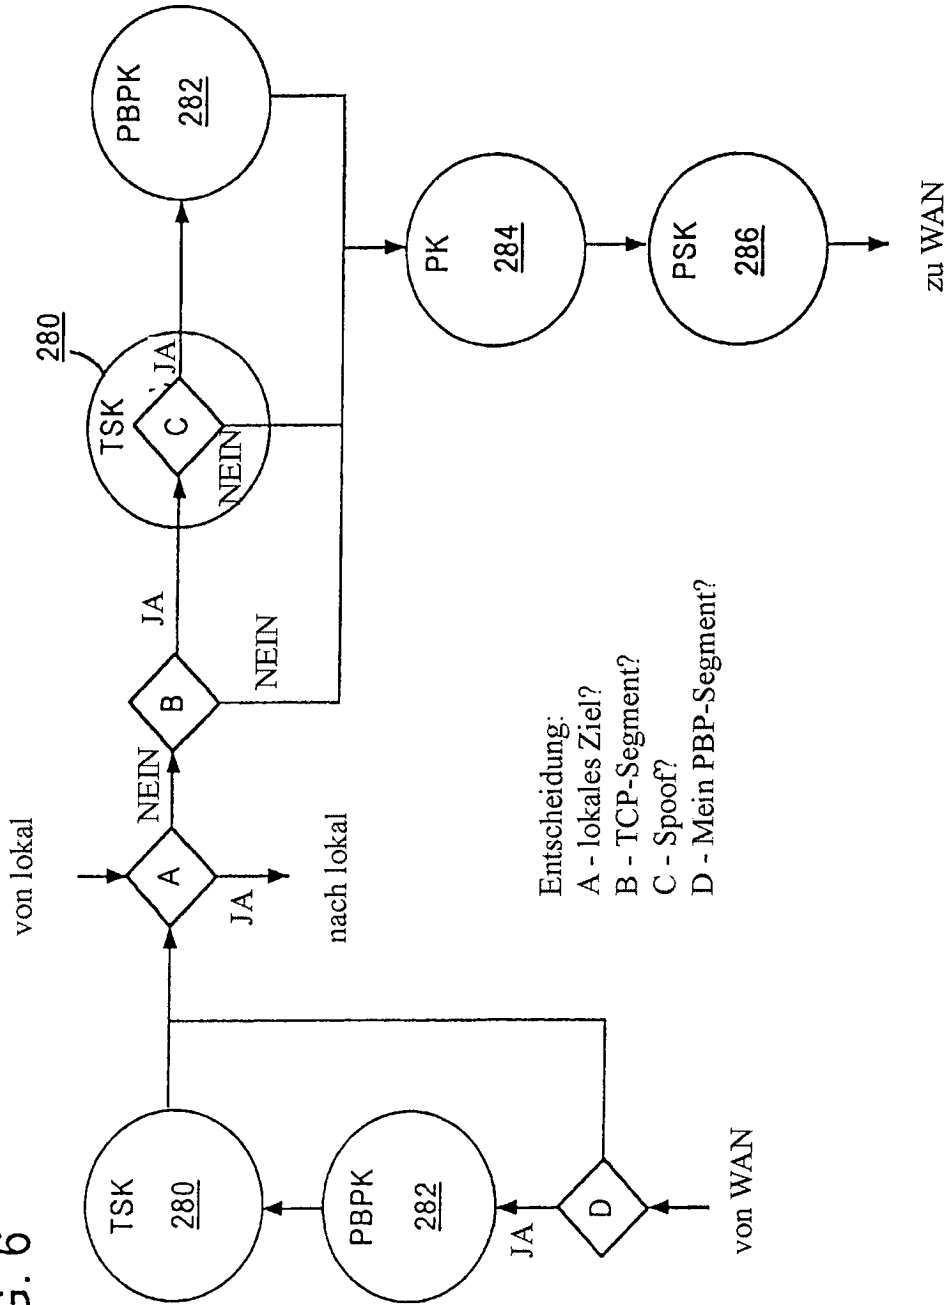 G. 6
von lokal
A
NEIN
JA
nach lokal
B
JA
NEIN
280
TSK
C
JA
NEIN
PBPK
282
TSK
280
PBPK
282
JA
D
von WAN
PK
284
PSK
286
zu WAN
Entscheidung:
A - lokales Ziel?
B - TCP-Segment?
C - Spoof?
D - Mein PBP-Segment?